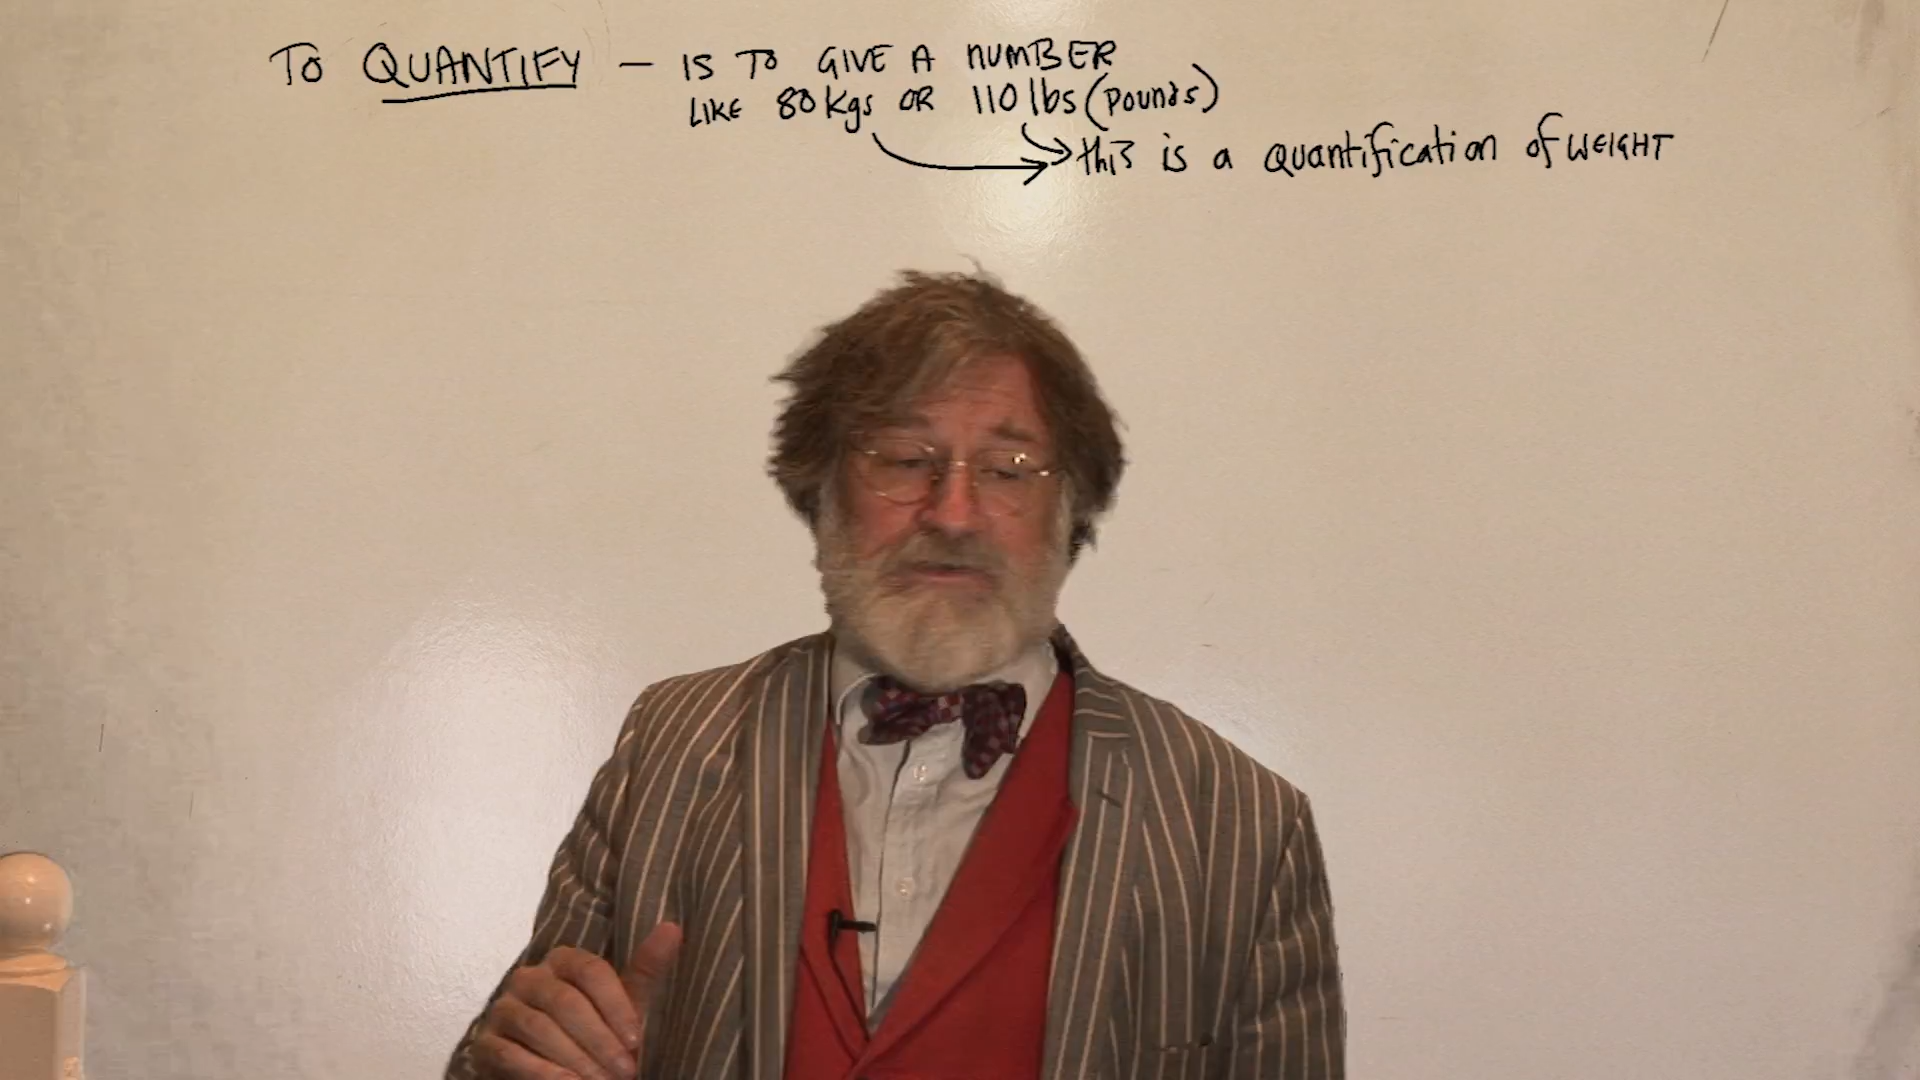 TO QUANTIFY — IS TO GIVE A NUMBER
LIKE 80 Kgs OR 110 lbs (Pounds)
this is a quantification of WEIGHT